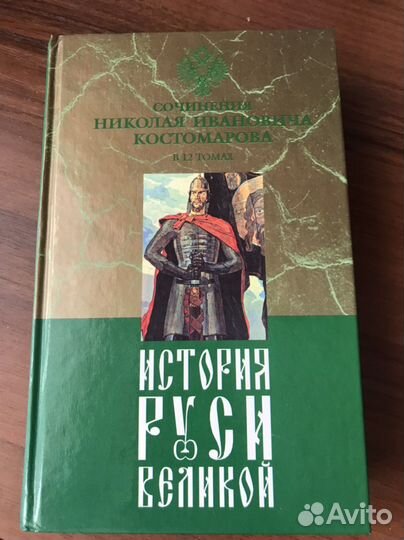 СОЧИНЕНИЯ
НИКОЛАЯ ИВАНОВИЧА
КОСТОМАРОВА
В 12 ТОМАХ
ИСТОРИЯ
РУСИ
ВЕЛИКОЙ
Avito